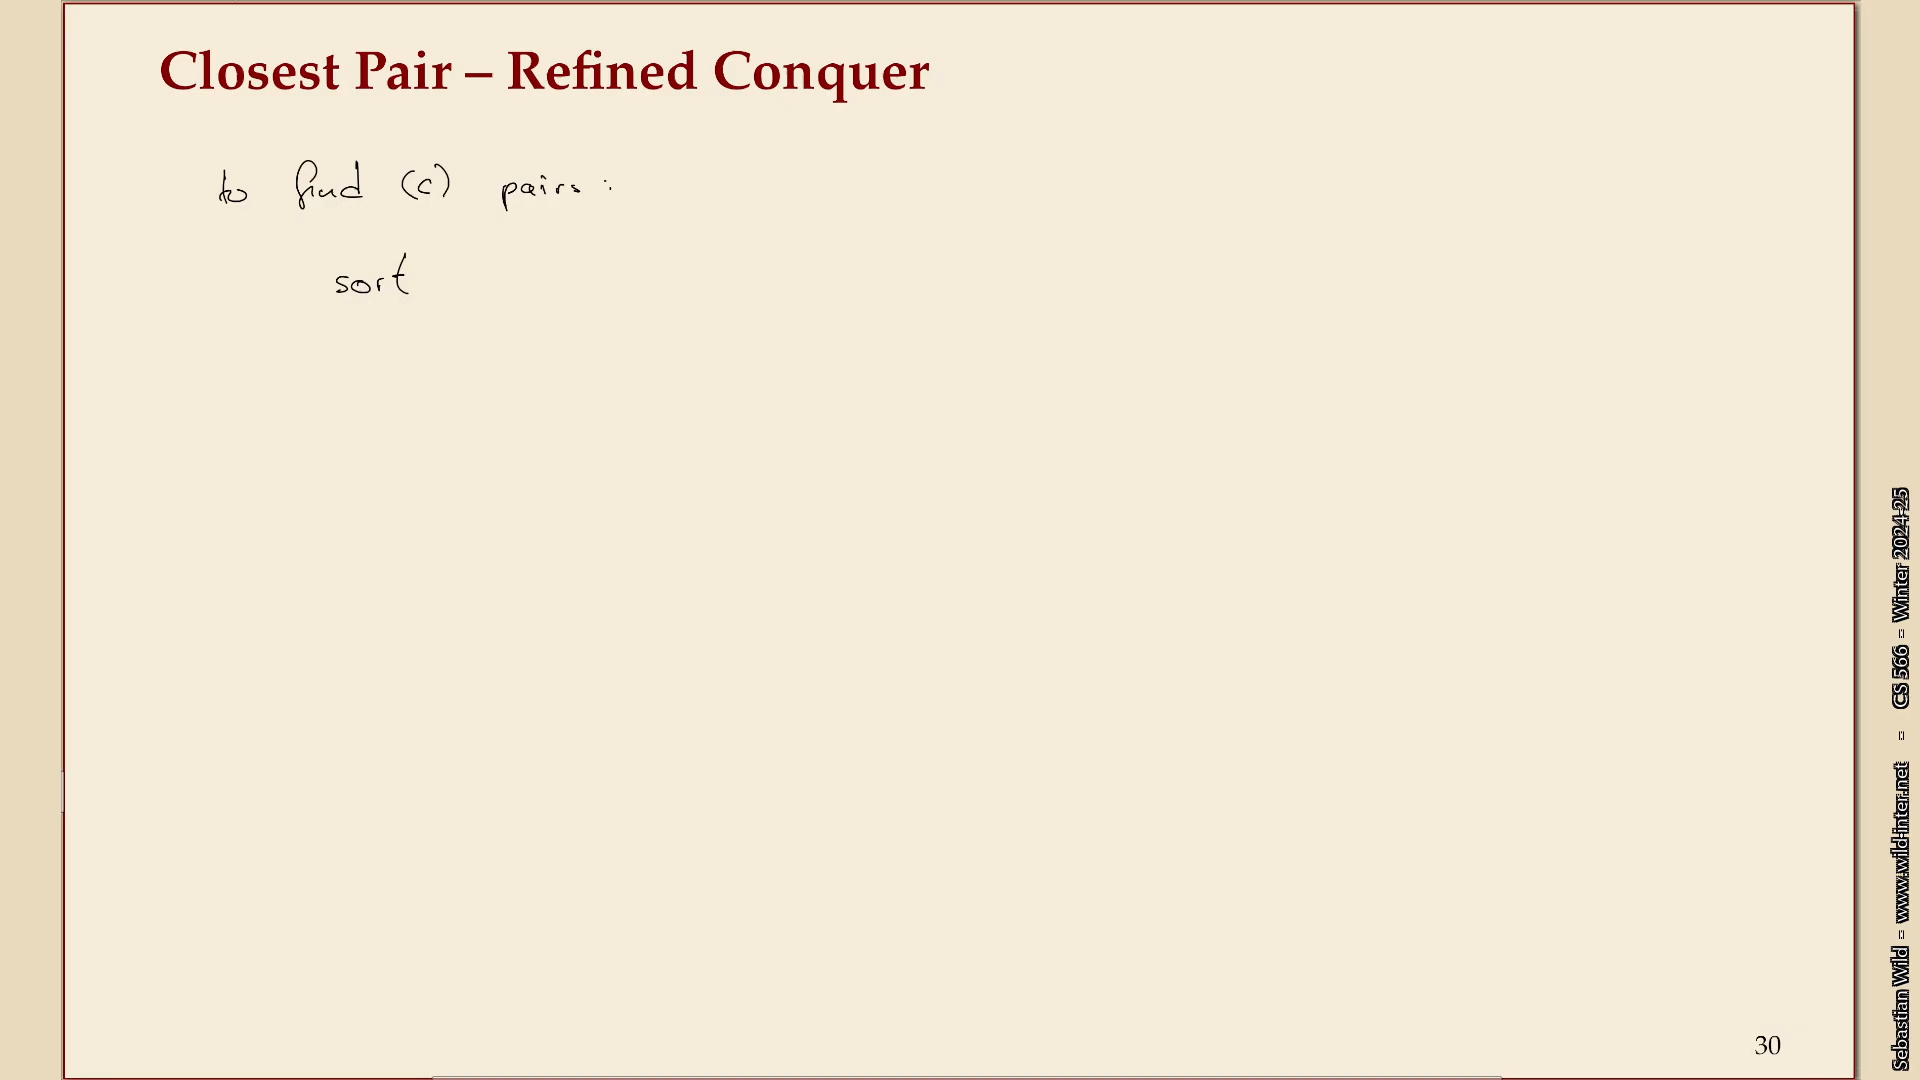 Closest Pair – Refined Conquer
to find (c) pairs :
sort
30
Sebastian Wild – www.wild-inter.net – CS 566 – Winter 2024-25